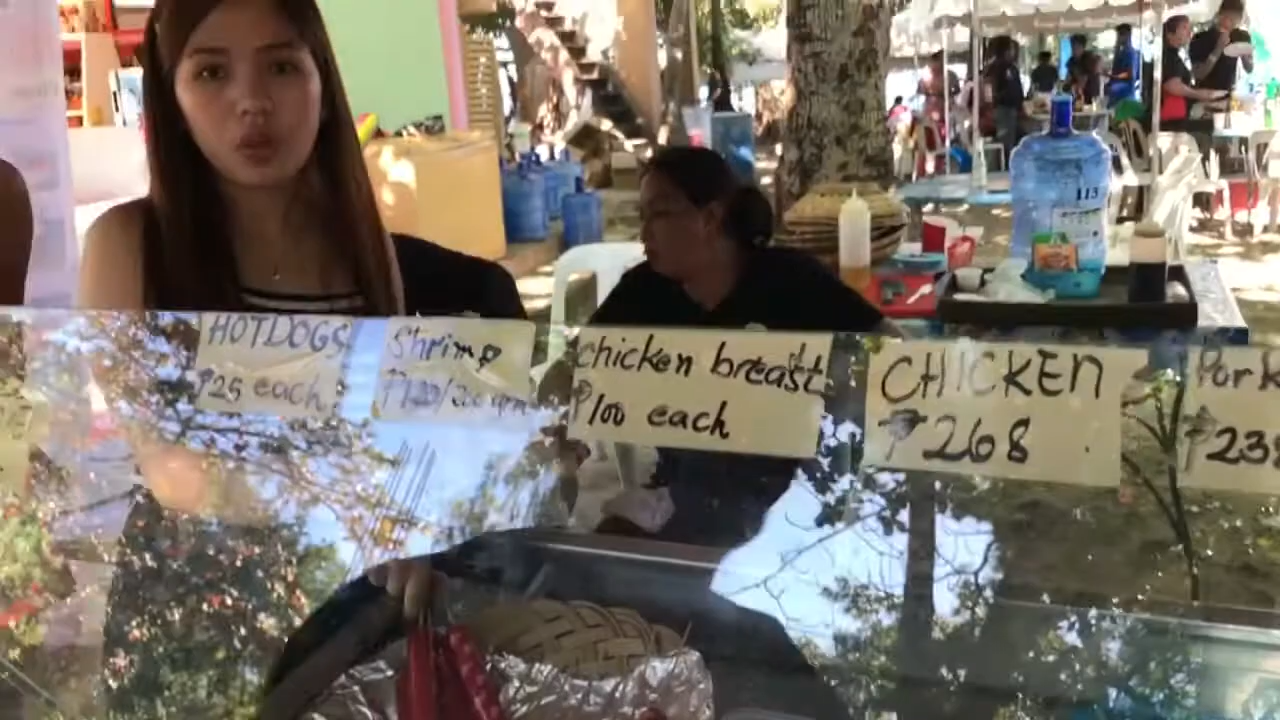 HOTDOGS
₱25 each
Shrimp
chicken breast
₱100 each
CHICKEN
₱268
Pork
113